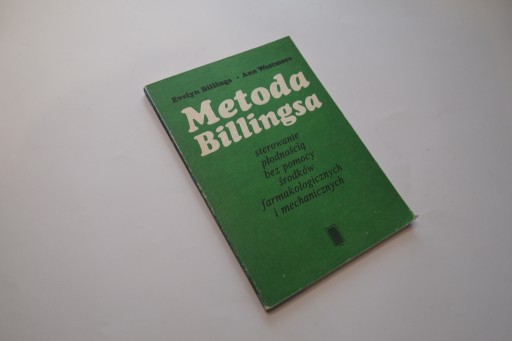 Evelyn Billings • Ann Westmore
Metoda
Billingsa
sterowanie
płodnością
bez pomocy
środków
farmakologicznych
i mechanicznych